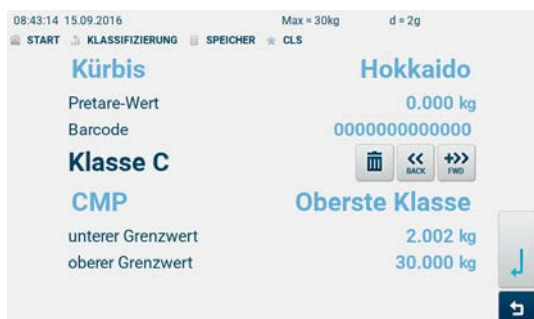 08:43:14 15.09.2016 Max = 30kg d = 2g
START KLASSIFIZIERUNG SPEICHER CLS
Kürbis Hokkaido
Pretare-Wert 0.000 kg
Barcode 0000000000000
Klasse C BACK FWD
CMP Oberste Klasse
unterer Grenzwert 2.002 kg
oberer Grenzwert 30.000 kg